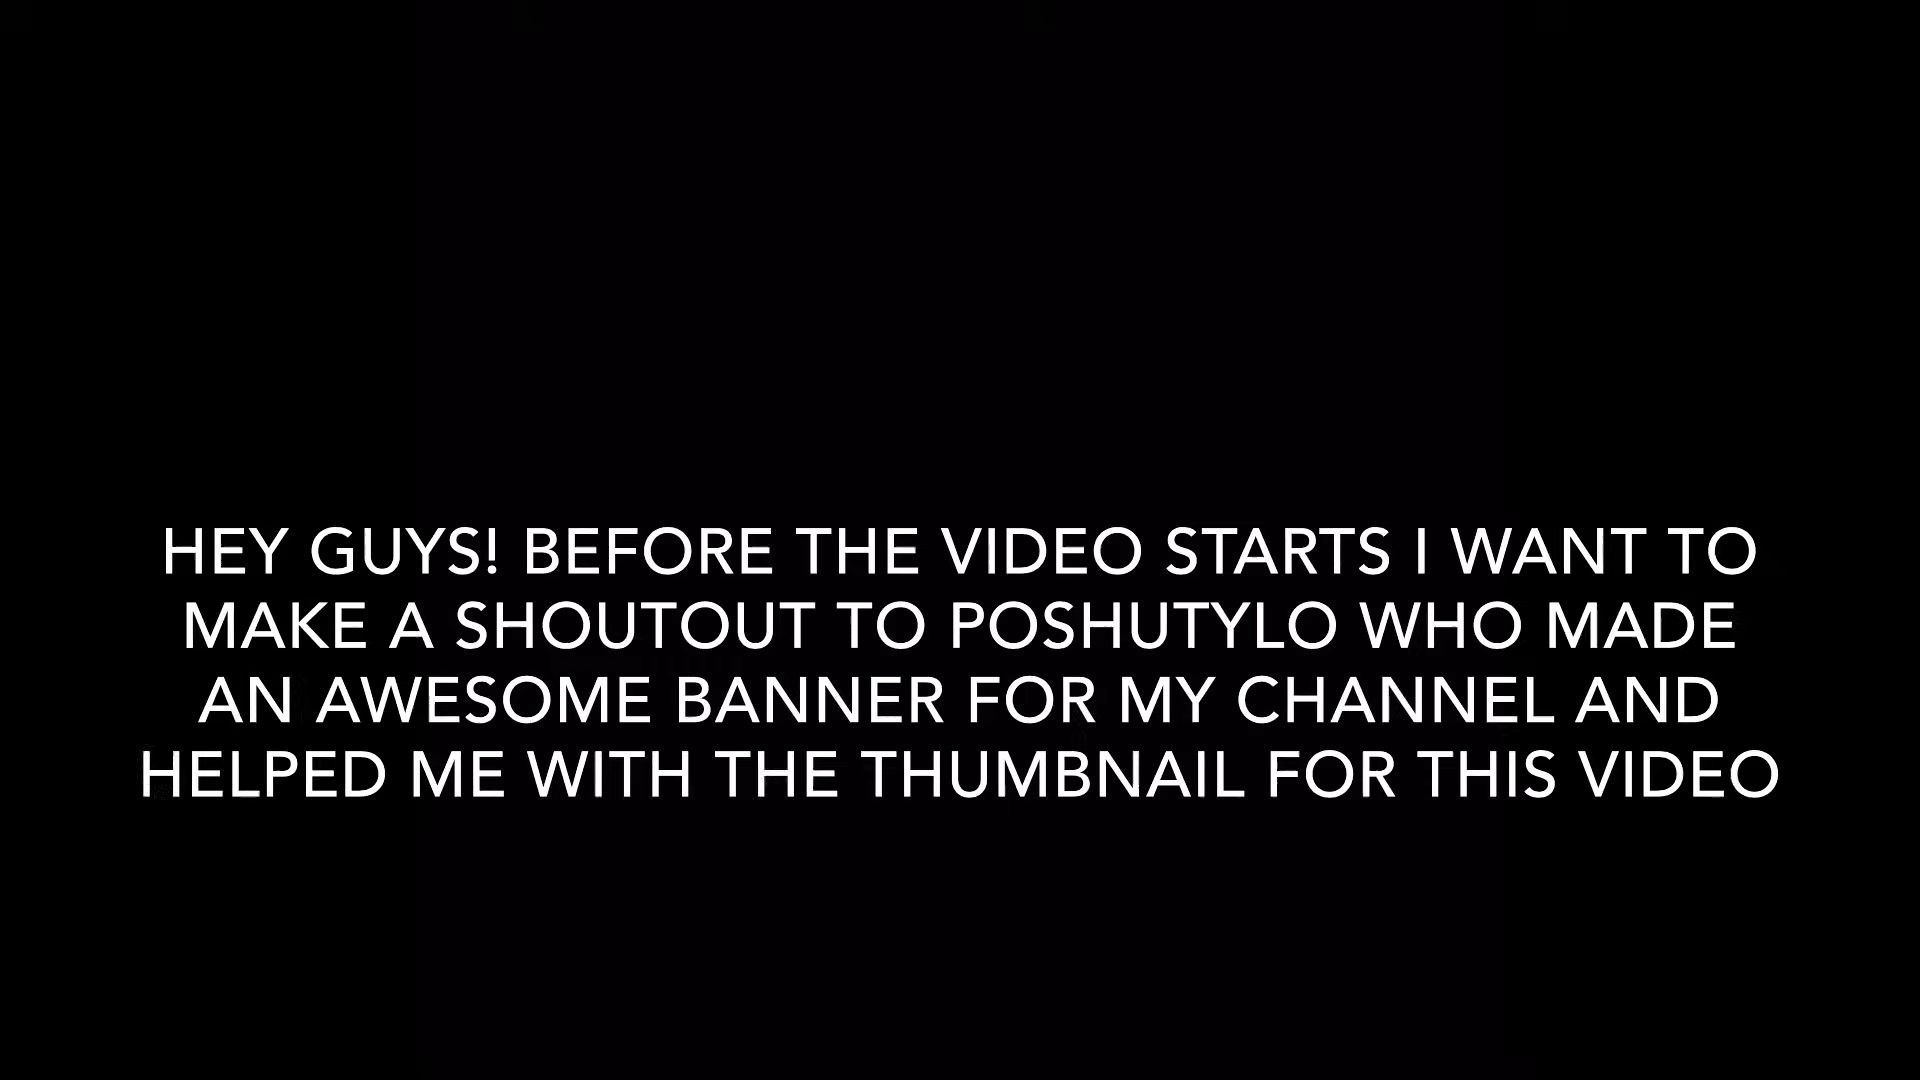 HEY GUYS! BEFORE THE VIDEO STARTS I WANT TO
MAKE A SHOUTOUT TO POSHUTYLO WHO MADE
AN AWESOME BANNER FOR MY CHANNEL AND
HELPED ME WITH THE THUMBNAIL FOR THIS VIDEO